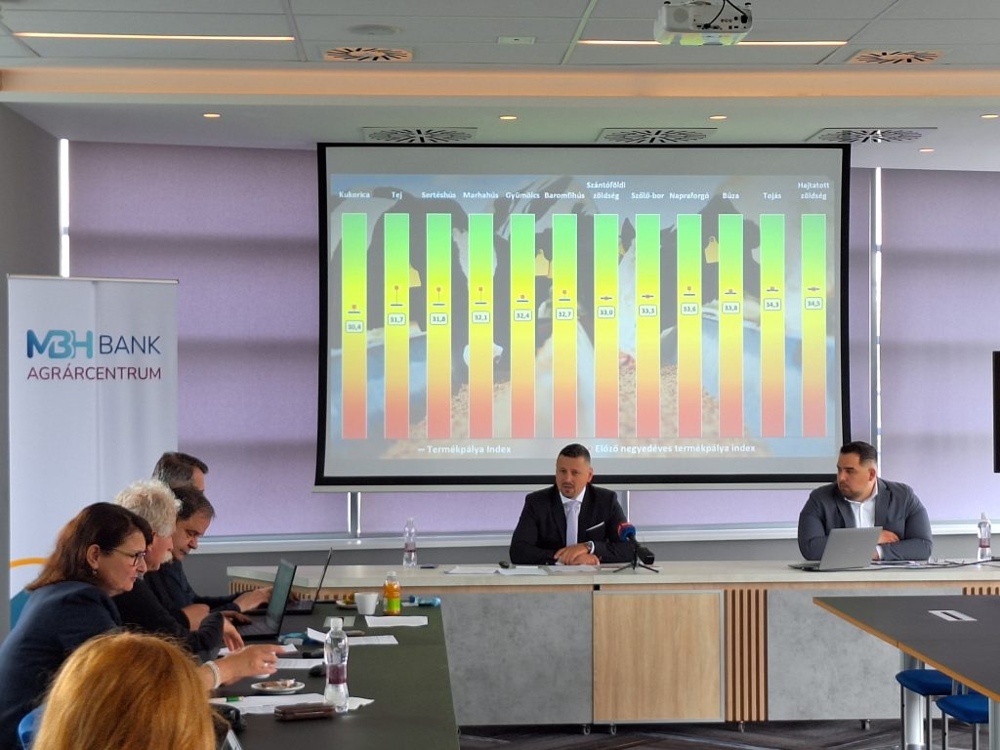 Kukorica Tej Sertéshús Marhahús Gyümölcs Baromfihús Szántóföldi zöldség Szőlő-bor Napraforgó Búza Tojás Hajtatott zöldség
30,4 31,7 31,8 32,1 32,4 32,7 33,0 33,3 33,6 33,8 34,3 34,5
Termékpálya Index Előző negyedéves termékpálya index
MBH BANK
AGRÁRCENTRUM